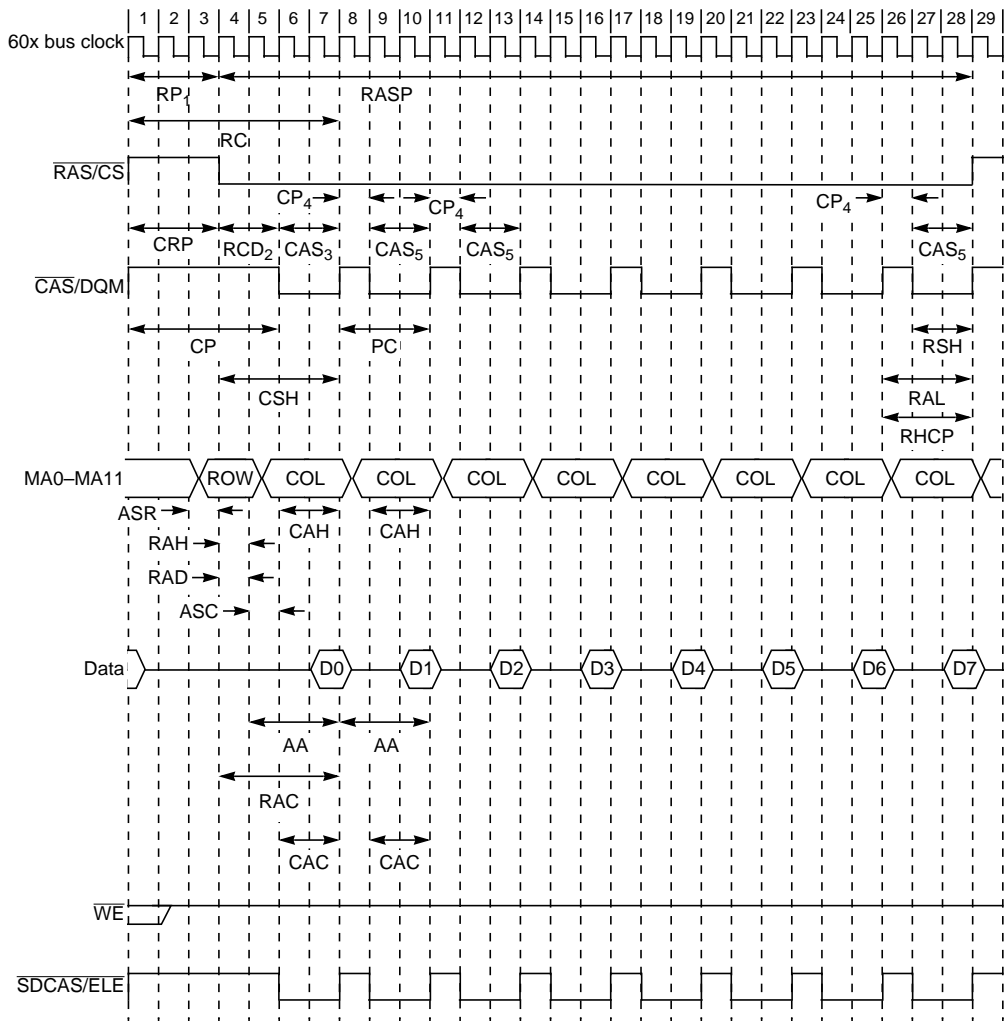 1 2 3 4 5 6 7 8 9 10 11 12 13 14 15 16 17 18 19 20 21 22 23 24 25 26 27 28 29
60x bus clock
RP1 RASP
RC
RAS/CS
CP4 CP4 CP4
CRP RCD2 CAS3 CAS5 CAS5 CAS5
CAS/DQM
CP PC RSH
CSH RAL
RHCP
MA0–MA11 ROW COL COL COL COL COL COL COL COL
ASR CAH CAH
RAH
RAD
ASC
Data D0 D1 D2 D3 D4 D5 D6 D7
AA AA
RAC
CAC CAC
WE
SDCAS/ELE